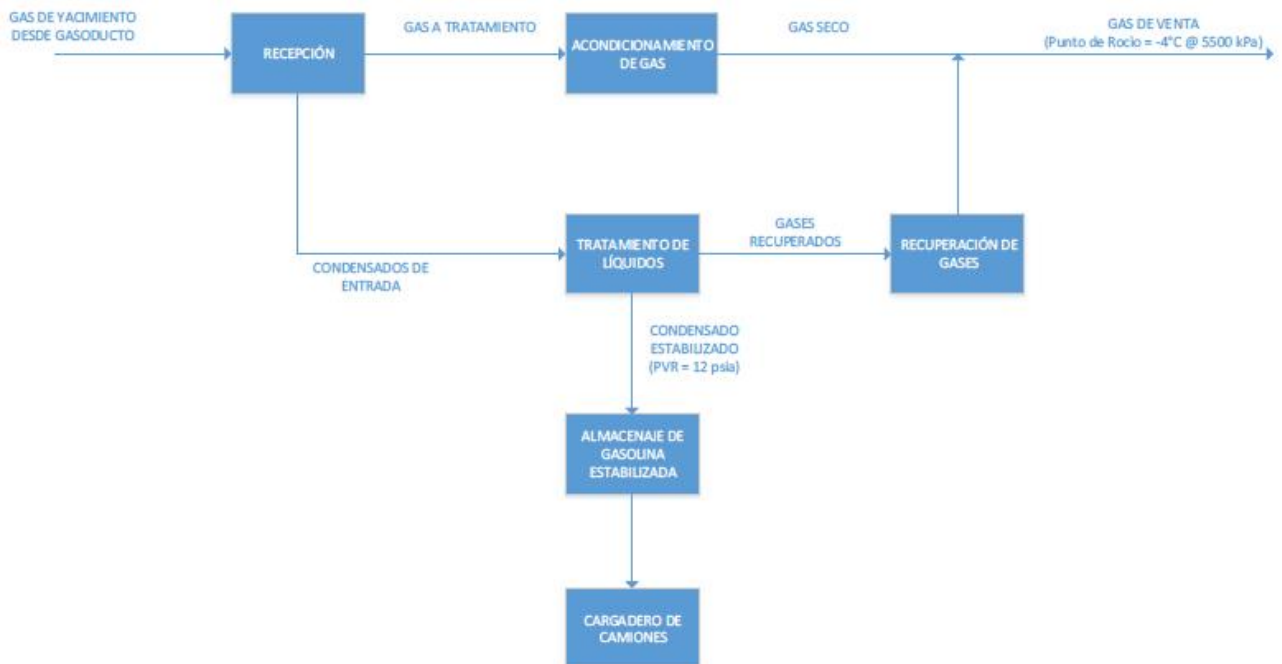 GAS DE YACIMIENTO
DESDE GASODUCTO
RECEPCIÓN
GAS A TRATAMIENTO
ACONDICIONAMIENTO
DE GAS
GAS SECO
GAS DE VENTA
(Punto de Rocio = -4°C @ 5500 kPa)
CONDENSADOS DE
ENTRADA
TRATAMIENTO DE
LÍQUIDOS
GASES
RECUPERADOS
RECUPERACIÓN DE
GASES
CONDENSADO
ESTABILIZADO
(PVR = 12 psia)
ALMACENAJE DE
GASOLINA
ESTABILIZADA
CARGADERO DE
CAMIONES